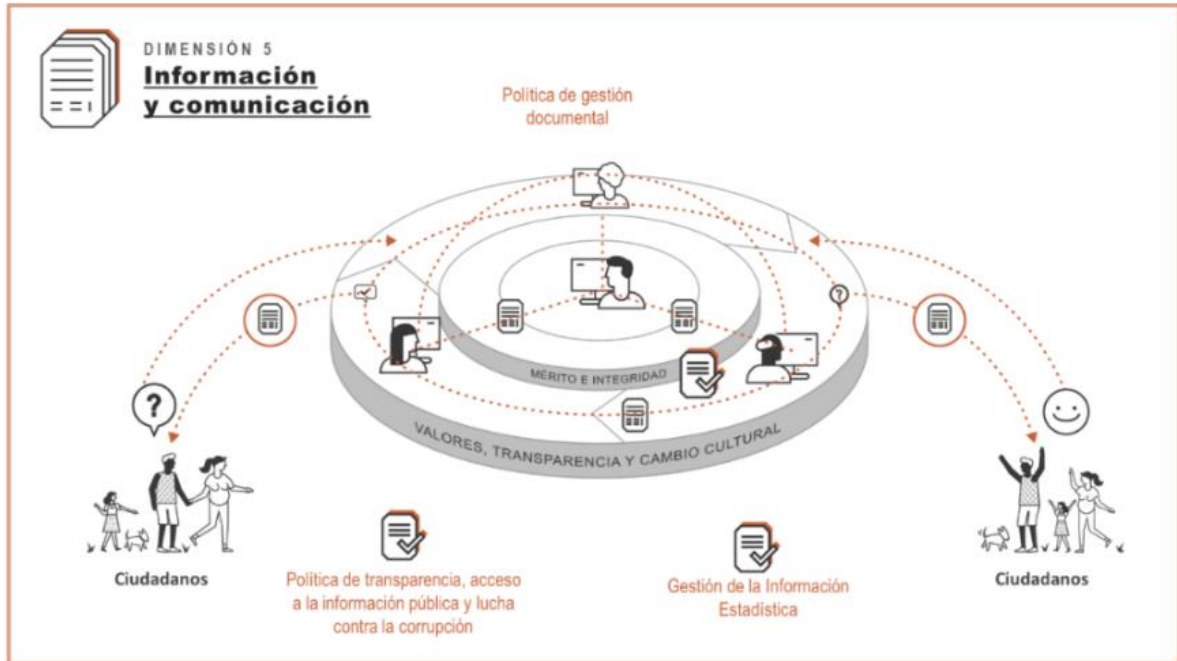 DIMENSIÓN 5
Información
y comunicación
Política de gestión
documental
?
MÉRITO E INTEGRIDAD
VALORES, TRANSPARENCIA Y CAMBIO CULTURAL
?
Ciudadanos
Política de transparencia, acceso
a la información pública y lucha
contra la corrupción
Gestión de la Información
Estadística
Ciudadanos